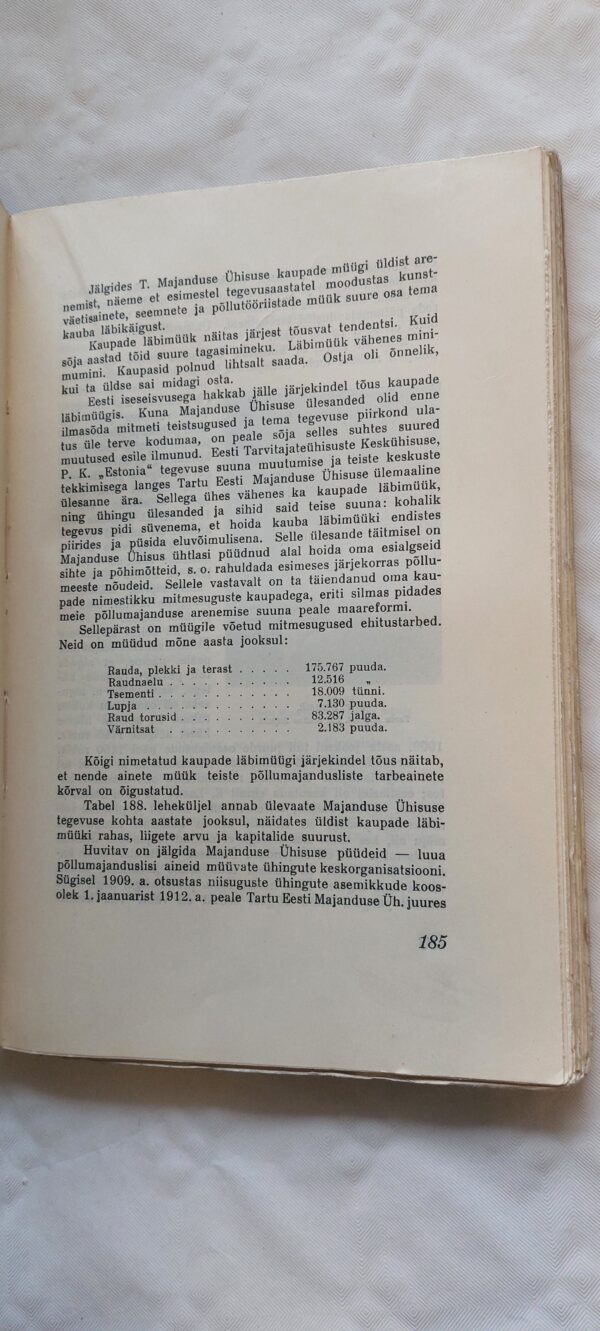 Jälgides T. Majanduse Ühisuse kaupade müügi üldist are-
nemist, näeme et esimestel tegevusaastatel moodustas kunst-
väetisainete, seemnete ja põllutööriistade müük suure osa tema
kauba läbikäigust.
Kaupade läbimüük näitas järjest tõusvat tendentsi. Kuid
sõja aastad tõid suure tagasimineku. Läbimüük vähenes mini-
mumini. Kaupasid polnud lihtsalt saada. Ostja oli õnnelik,
kui ta üldse sai midagi osta.
Eesti iseseisvusega hakkab jälle järjekindel tõus kaupade
läbimüügis. Kuna Majanduse Ühisuse ülesanded olid enne
ilmasõda mitmeti teistsugused ja tema tegevuse piirkond ula-
tus üle terve kodumaa, on peale sõja selles suhtes suured
muutused esile ilmunud. Eesti Tarvitajateühisuste Keskühisuse,
P. K. „Estonia“ tegevuse suuna muutumise ja teiste keskuste
tekkimisega langes Tartu Eesti Majanduse Ühisuse ülemaaline
ülesanne ära. Sellega ühes vähenes ka kaupade läbimüük,
ning ühingu ülesanded ja sihid said teise suuna: kohalik
tegevus pidi süvenema, et hoida kauba läbimüüki endistes
piirides ja püsida eluvõimulisena. Selle ülesande täitmisel on
Majanduse Ühisus ühtlasi püüdnud alal hoida oma esialgseid
sihte ja põhimõtteid, s. o. rahuldada esimeses järjekorras põllu-
meeste nõudeid. Sellele vastavalt on ta täiendanud oma kau-
pade nimestikku mitmesuguste kaupadega, eriti silmas pidades
meie põllumajanduse arenemise suuna peale maareformi.
Sellepärast on müügile võetud mitmesugused ehitustarbed.
Neid on müüdud mõne aasta jooksul:
Rauda, plekki ja terast . . . . . 175.767 puuda.
Raudnaelu . . . . . . . . . . . 12.516 „
Tsementi . . . . . . . . . . . . 18.009 tünni.
Lupja . . . . . . . . . . . . . 7.130 puuda.
Raud torusid . . . . . . . . . . 83.287 jalga.
Värnitsat . . . . . . . . . . . 2.183 puuda.
Kõigi nimetatud kaupade läbimüügi järjekindel tõus näitab,
et nende ainete müük teiste põllumajandusliste tarbeainete
kõrval on õigustatud.
Tabel 188. leheküljel annab ülevaate Majanduse Ühisuse
tegevuse kohta aastate jooksul, näidates üldist kaupade läbi-
müüki rahas, liigete arvu ja kapitalide suurust.
Huvitav on jälgida Majanduse Ühisuse püüdeid — luua
põllumajanduslisi aineid müüvate ühingute keskorganisatsiooni.
Sügisel 1909. a. otsustas niisuguste ühingute asemikkude koos-
olek 1. jaanuarist 1912. a. peale Tartu Eesti Majanduse Üh. juures
185